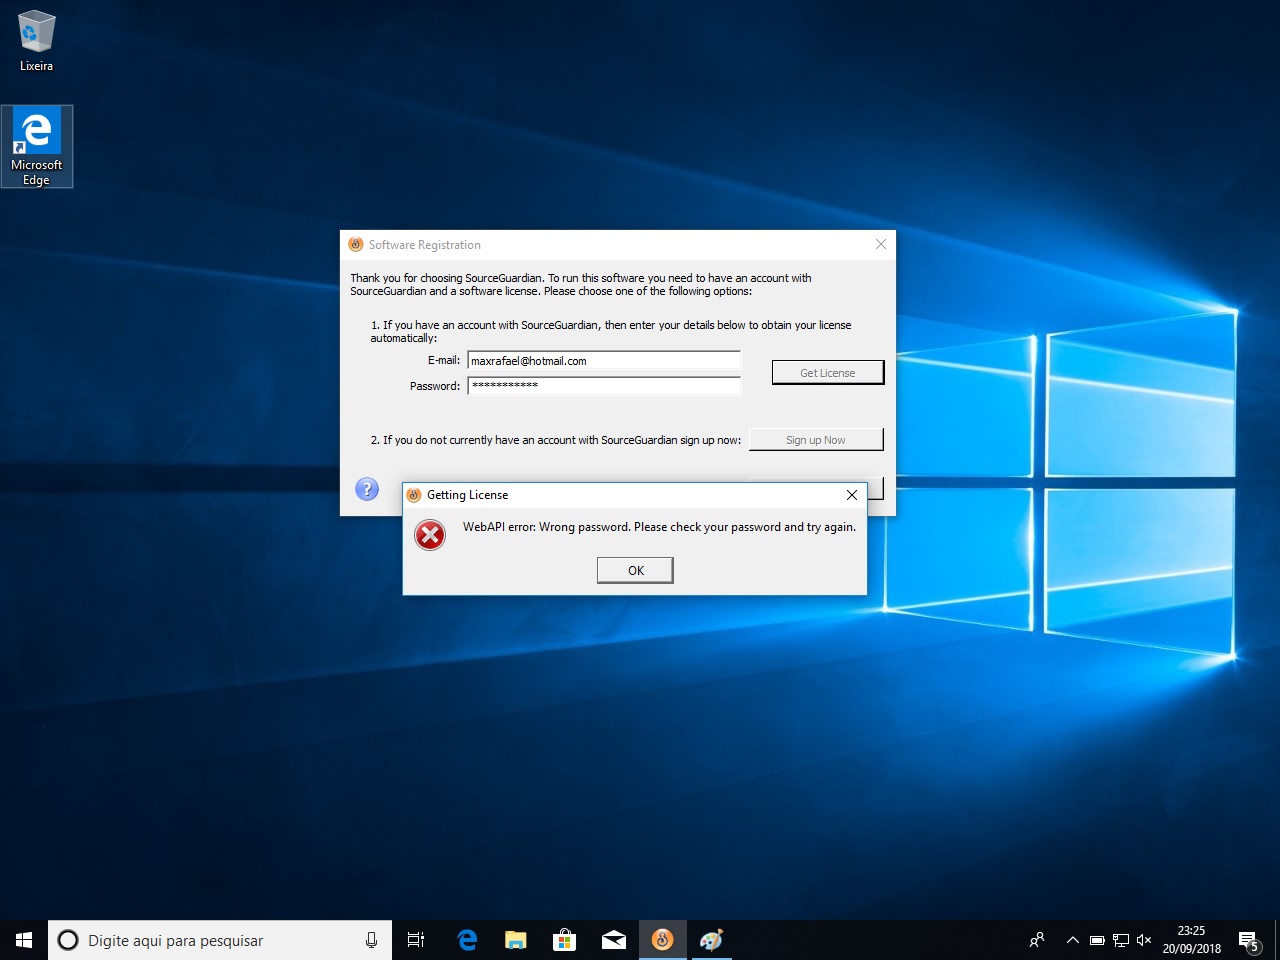 Lixeira
Microsoft
Edge
Software Registration
Thank you for choosing SourceGuardian. To run this software you need to have an account with
SourceGuardian and a software license. Please choose one of the following options:
1. If you have an account with SourceGuardian, then enter your details below to obtain your license
automatically:
E-mail: maxrafael@hotmail.com
Get License
Password: ***********
2. If you do not currently have an account with SourceGuardian sign up now: Sign up Now
?
Getting License
WebAPI error: Wrong password. Please check your password and try again.
OK
Digite aqui para pesquisar
23:25
20/09/2018
5